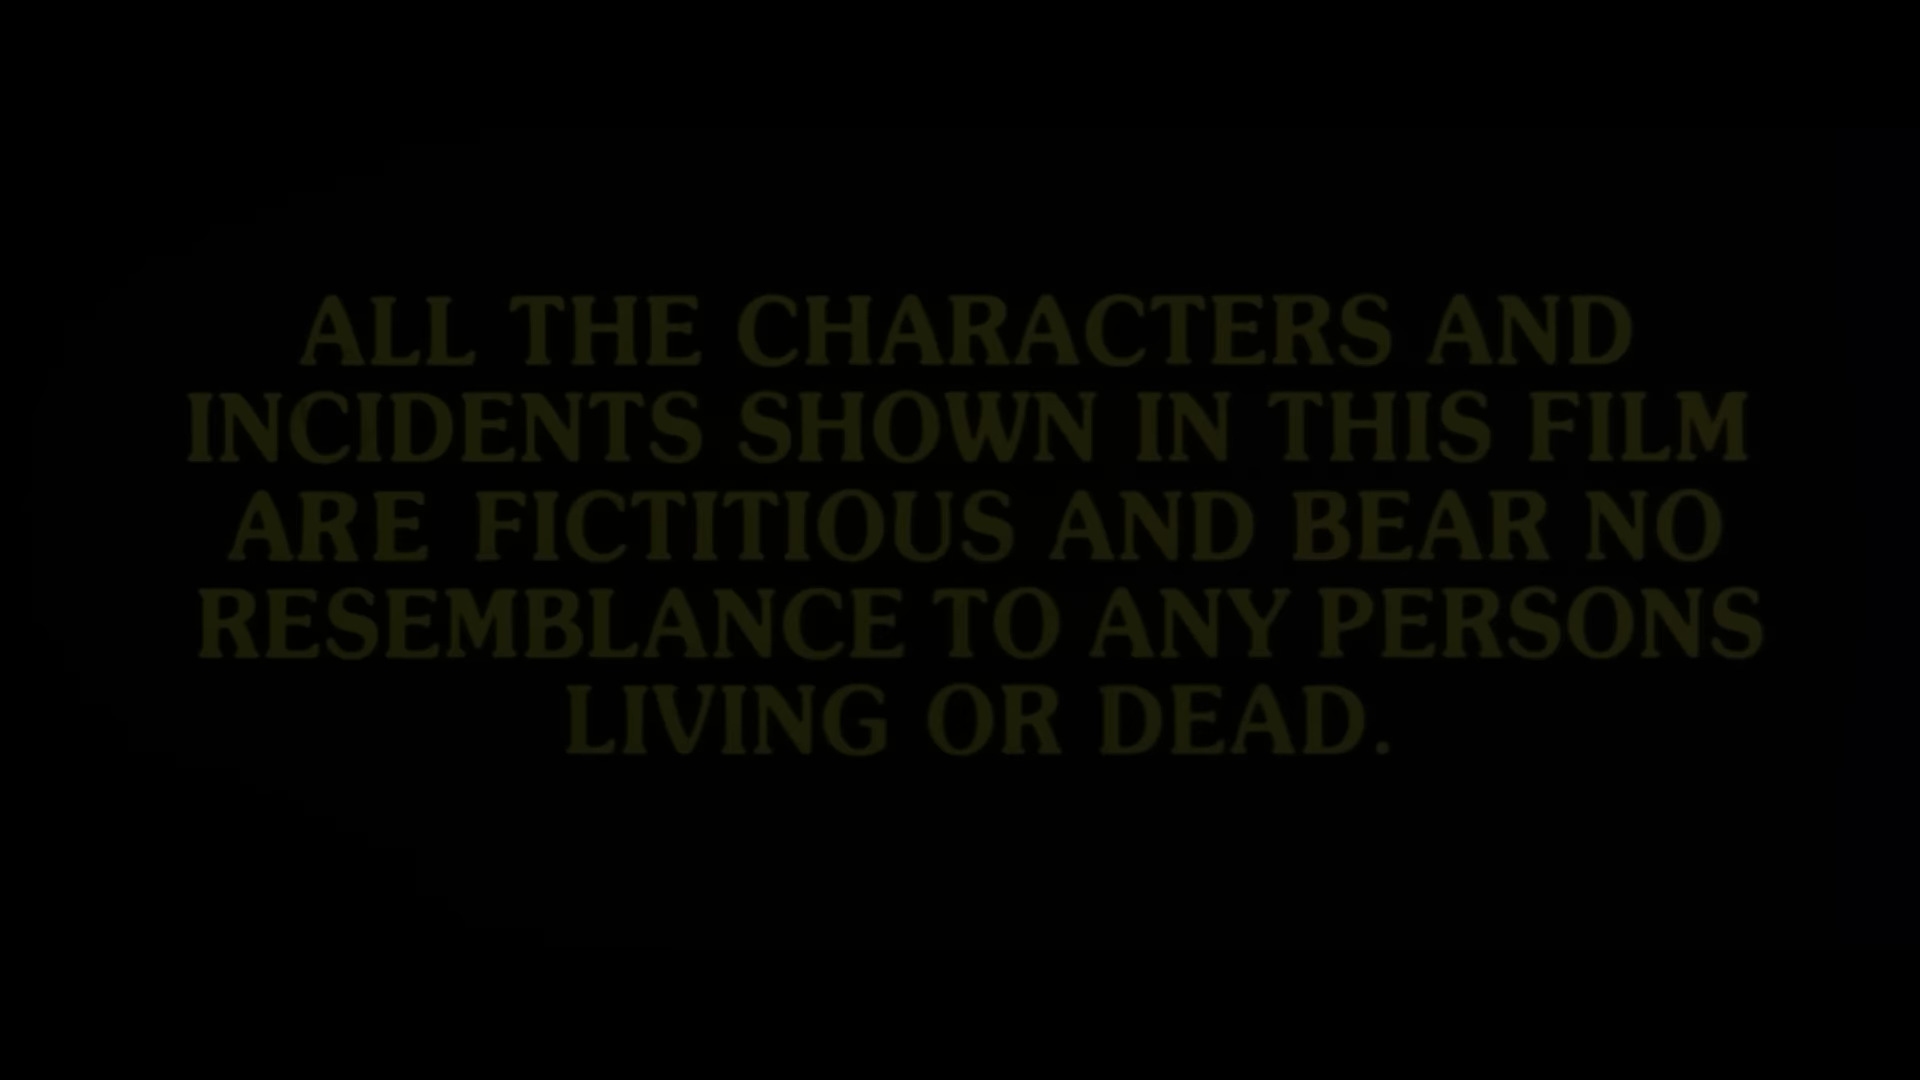 ALL THE CHARACTERS AND
INCIDENTS SHOWN IN THIS FILM
ARE FICTITIOUS AND BEAR NO
RESEMBLANCE TO ANY PERSONS
LIVING OR DEAD.